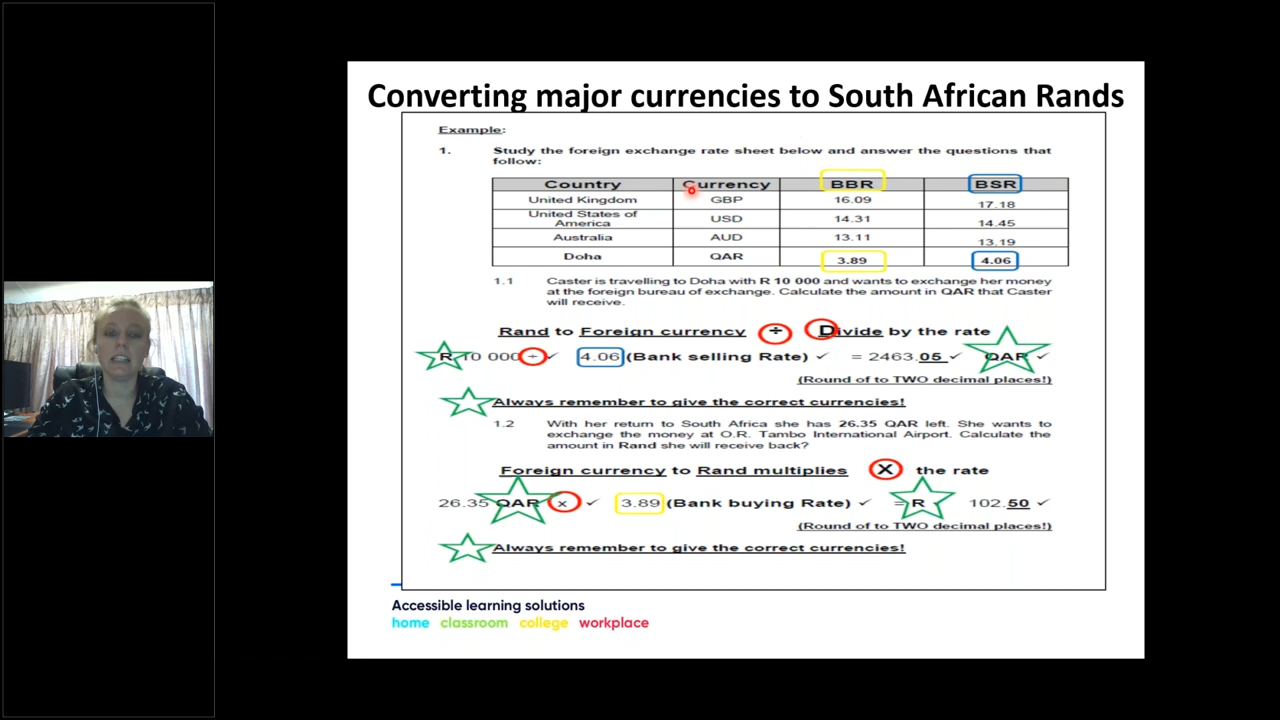 Converting major currencies to South African Rands
Example:
1. Study the foreign exchange rate sheet below and answer the questions that
follow:
Country Currency BBR BSR
United Kingdom GBP 16.09 17.18
United States of
America USD 14.31 14.45
Australia AUD 13.11 13.19
Doha QAR 3.89 4.06
1.1 Caster is travelling to Doha with R 10 000 and wants to exchange her money
at the foreign bureau of exchange. Calculate the amount in QAR that Caster
will receive.
Rand to Foreign currency ÷ Divide by the rate
R 10 000 ÷ ✓ 4.06 (Bank selling Rate) ✓ = 2463.05 ✓ QAR ✓
(Round of to TWO decimal places!)
Always remember to give the correct currencies!
1.2 With her return to South Africa she has 26.35 QAR left. She wants to
exchange the money at O.R. Tambo International Airport. Calculate the
amount in Rand she will receive back?
Foreign currency to Rand multiplies X the rate
26.35 QAR x ✓ 3.89 (Bank buying Rate) ✓ = R ✓ 102.50 ✓
(Round of to TWO decimal places!)
Always remember to give the correct currencies!
Accessible learning solutions
home classroom college workplace